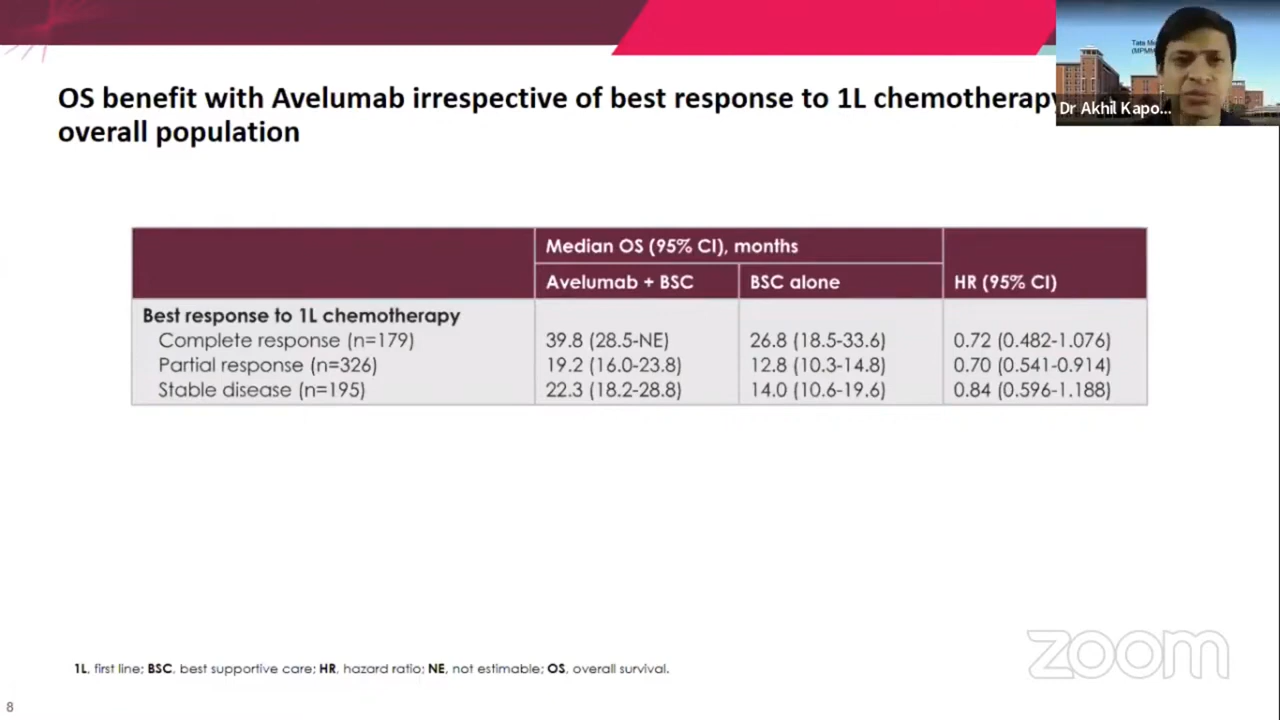 OS benefit with Avelumab irrespective of best response to 1L chemotherapy
overall population
Tate
(MPMM
Dr Akhil Kapo...
Median OS (95% CI), months
Avelumab + BSC BSC alone HR (95% CI)
Best response to 1L chemotherapy
Complete response (n=179) 39.8 (28.5-NE) 26.8 (18.5-33.6) 0.72 (0.482-1.076)
Partial response (n=326) 19.2 (16.0-23.8) 12.8 (10.3-14.8) 0.70 (0.541-0.914)
Stable disease (n=195) 22.3 (18.2-28.8) 14.0 (10.6-19.6) 0.84 (0.596-1.188)
1L, first line; BSC, best supportive care; HR, hazard ratio; NE, not estimable; OS, overall survival.
zoom
8